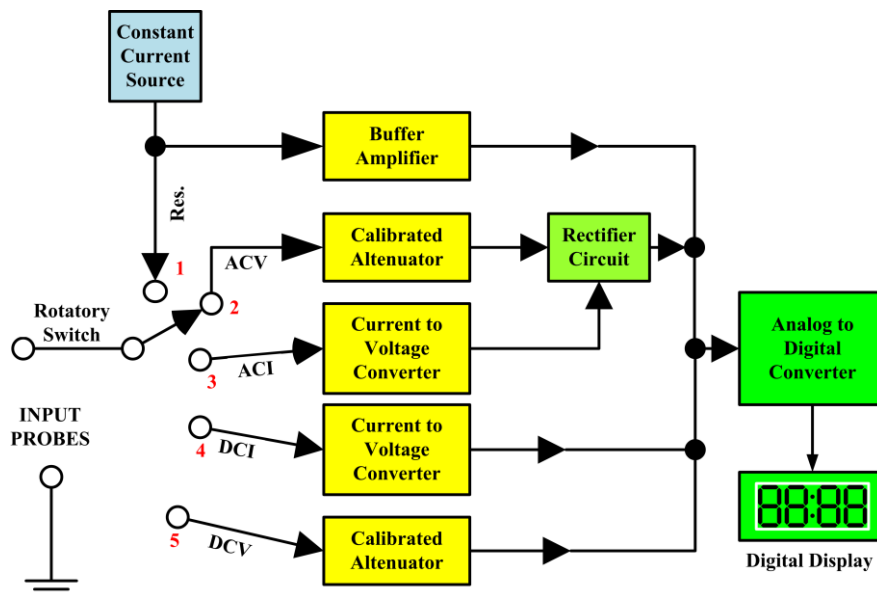 Constant
Current
Source
Buffer
Amplifier
Res.
1
ACV
Calibrated
Altenuator
Rectifier
Circuit
2
Rotatory
Switch
3
ACI
Current to
Voltage
Converter
Analog to
Digital
Converter
INPUT
PROBES
4
DCI
Current to
Voltage
Converter
5
DCV
Calibrated
Altenuator
88:88
Digital Display